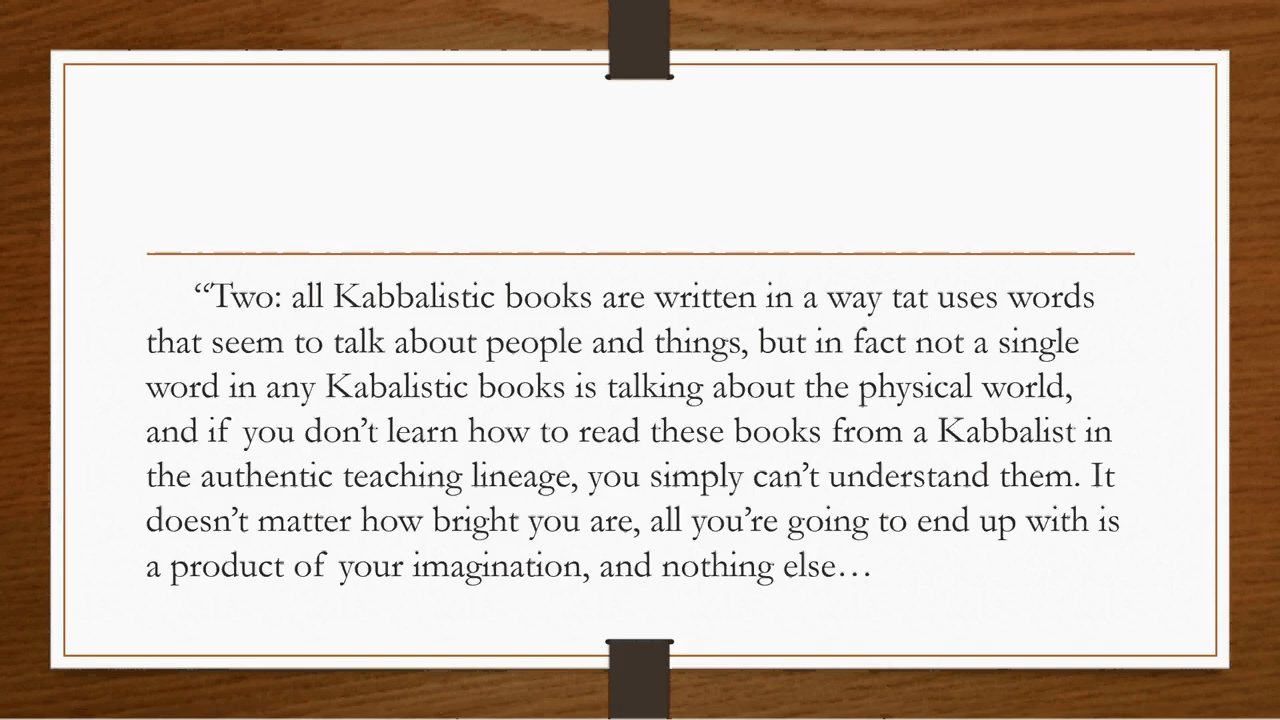 “Two: all Kabbalistic books are written in a way tat uses words
that seem to talk about people and things, but in fact not a single
word in any Kabalistic books is talking about the physical world,
and if you don’t learn how to read these books from a Kabbalist in
the authentic teaching lineage, you simply can’t understand them. It
doesn’t matter how bright you are, all you’re going to end up with is
a product of your imagination, and nothing else…